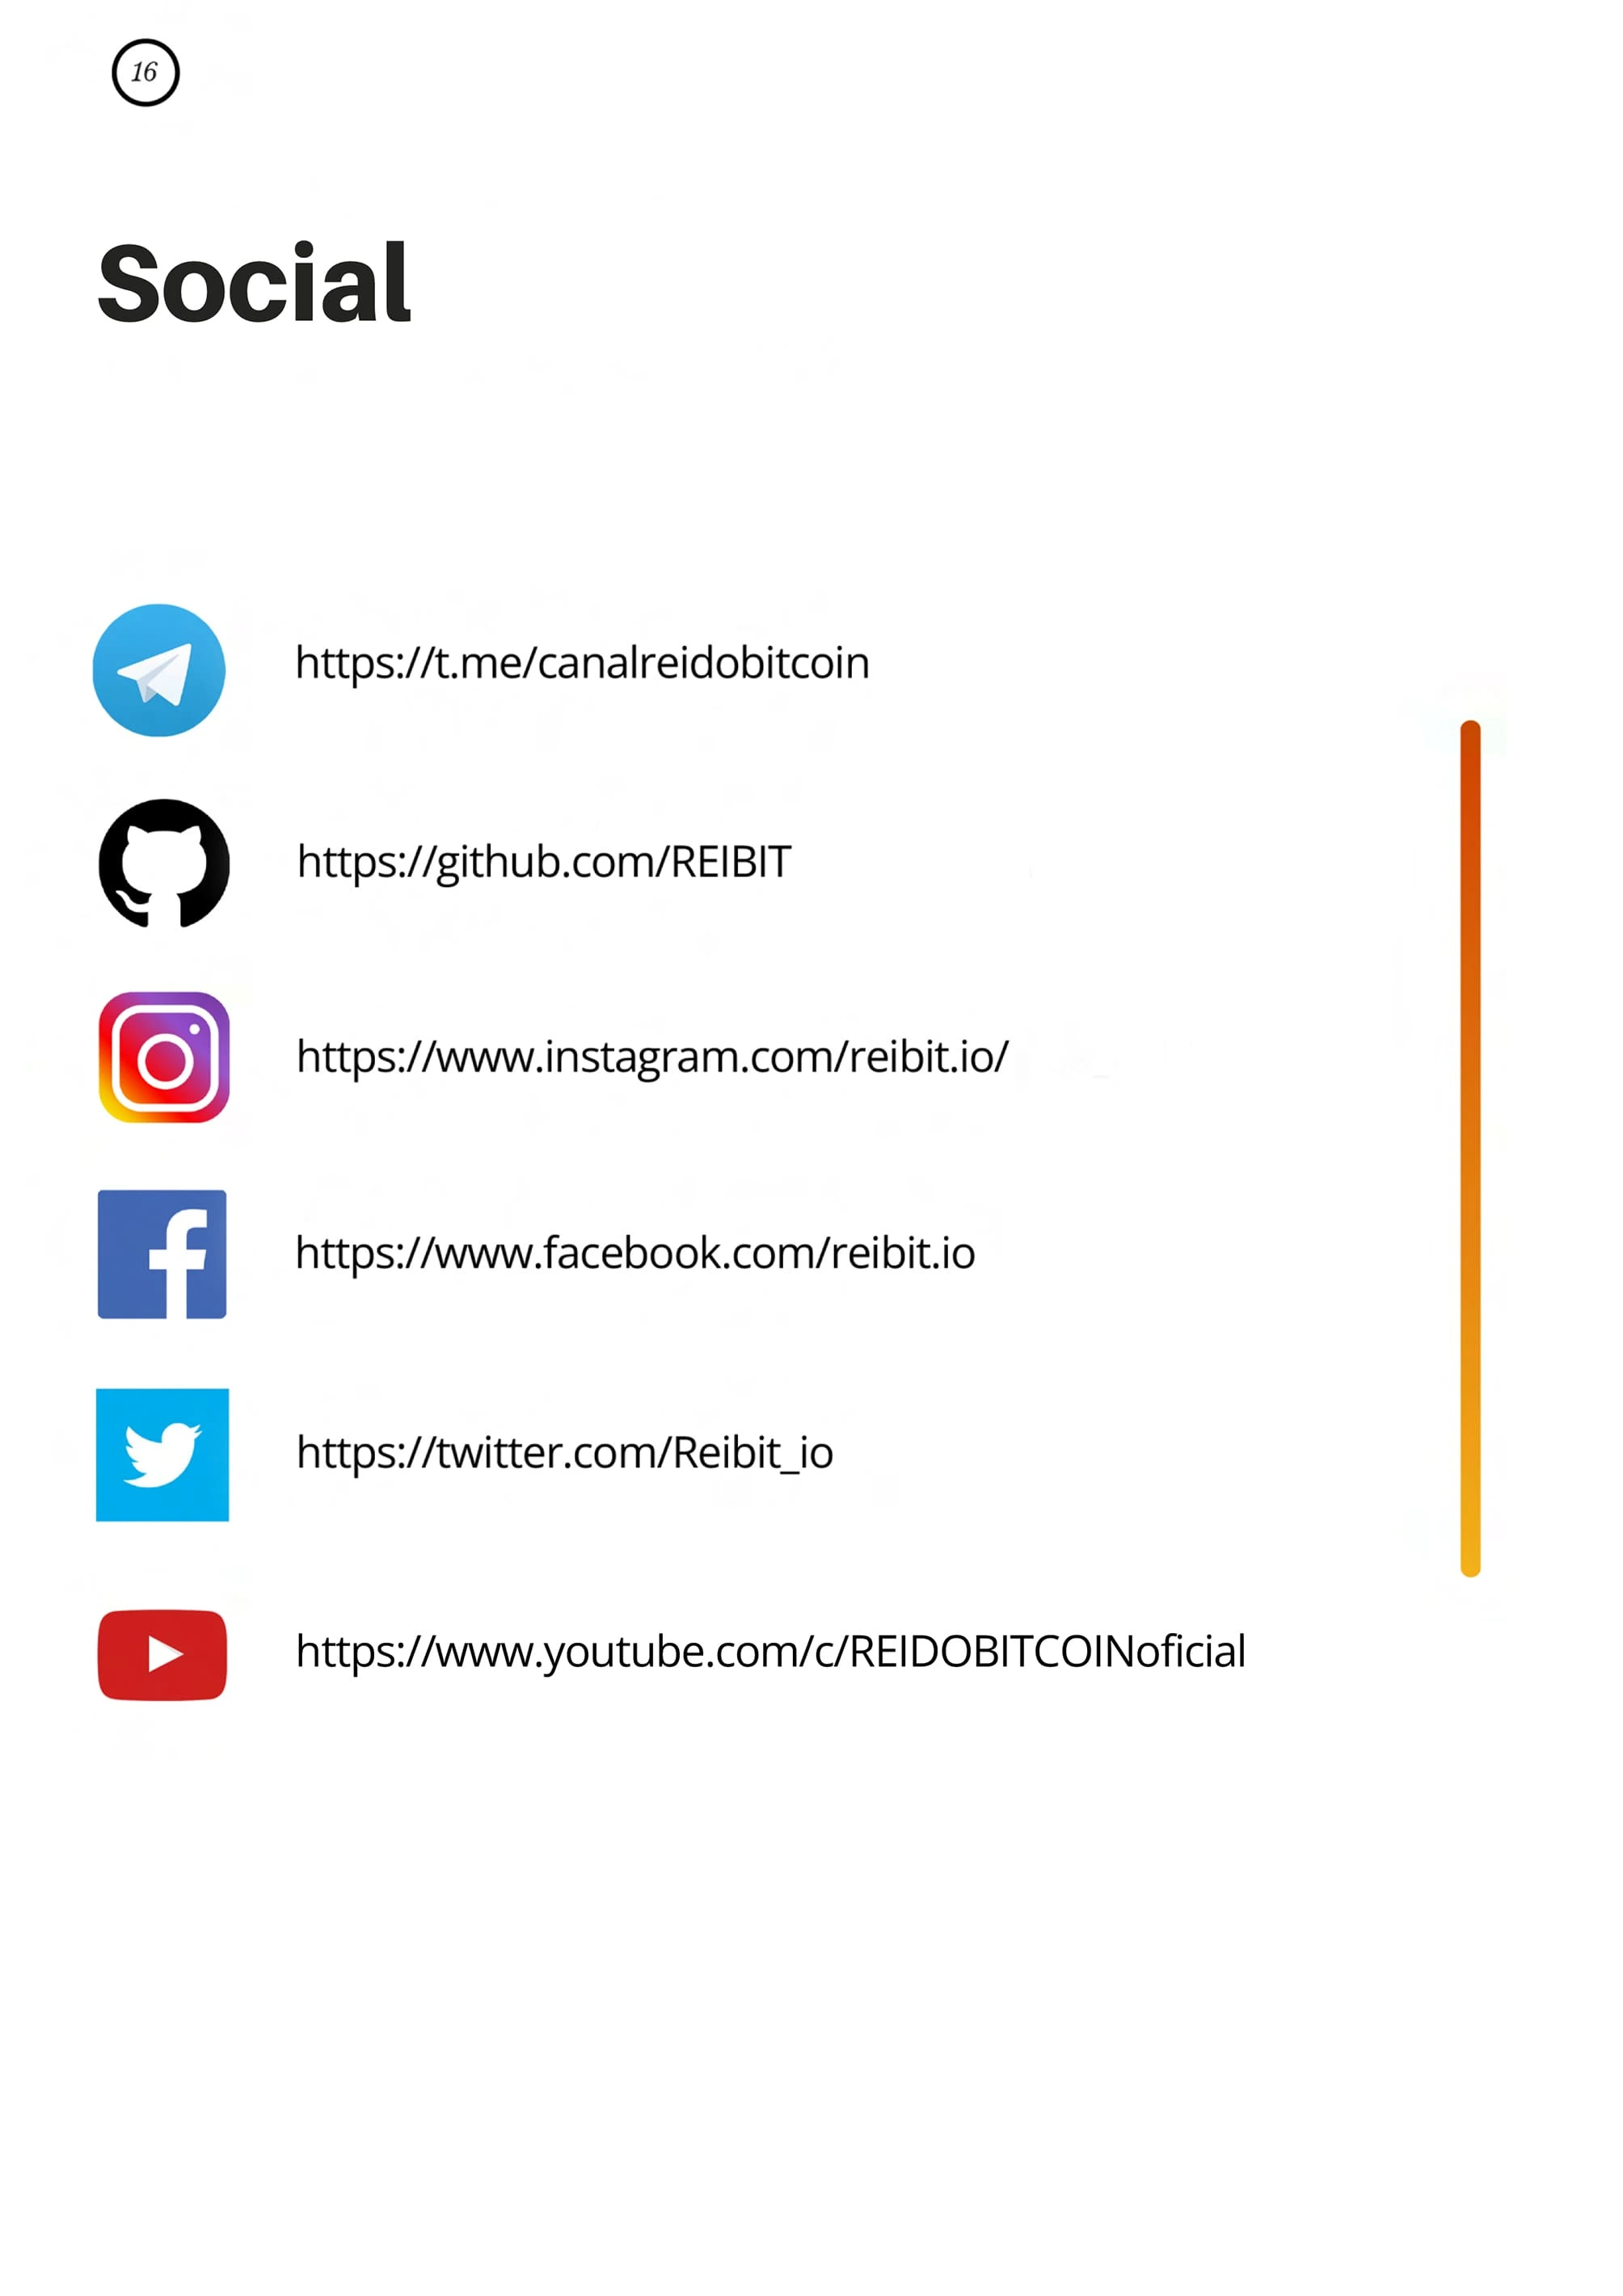 16
Social
https://t.me/canalreidobitcoin
https://github.com/REIBIT
https://www.instagram.com/reibit.io/
https://www.facebook.com/reibit.io
https://twitter.com/Reibit_io
https://www.youtube.com/c/REIDOBITCOINoficial